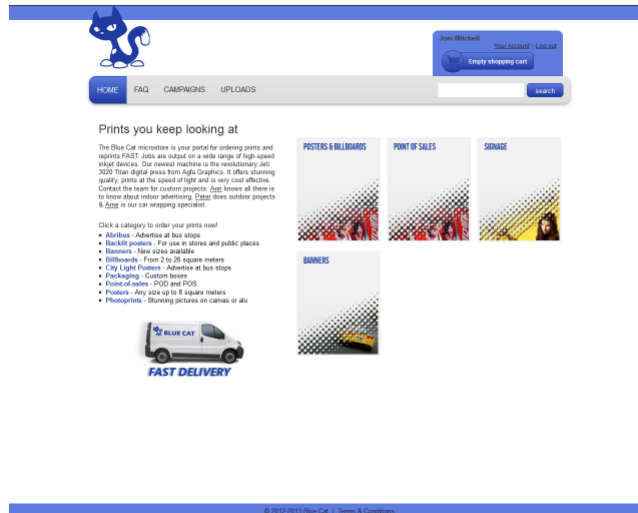 Joni Mitchell
Your Account | Log out
Empty shopping cart
HOME FAQ CAMPAIGNS UPLOADS
search
Prints you keep looking at
The Blue Cat microstore is your portal for ordering prints and
reprints FAST. Jobs are output on a wide range of high-speed
inkjet devices. Our newest machine is the revolutionary Jeti
3020 Titan digital press from Agfa Graphics. It offers stunning
quality, prints at the speed of light and is very cost effective.
Contact the team for custom projects: Ann knows all there is
to know about indoor advertising, Peter does outdoor projects
& Arne is our car wrapping specialist.
Click a category to order your prints now!
• Abribus - Advertise at bus stops
• Backlit posters - For use in stores and public places
• Banners - New sizes available
• Billboards - From 2 to 26 square meters
• City Light Posters - Advertise at bus stops
• Packaging - Custom boxes
• Point-of-sales - POD and POS
• Posters - Any size up to 8 square meters
• Photoprints - Stunning pictures on canvas or alu
BLUE CAT
FAST DELIVERY
POSTERS & BILLBOARDS
POINT OF SALES
SIGNAGE
BANNERS
© 2012-2013 Blue Cat | Terms & Conditions